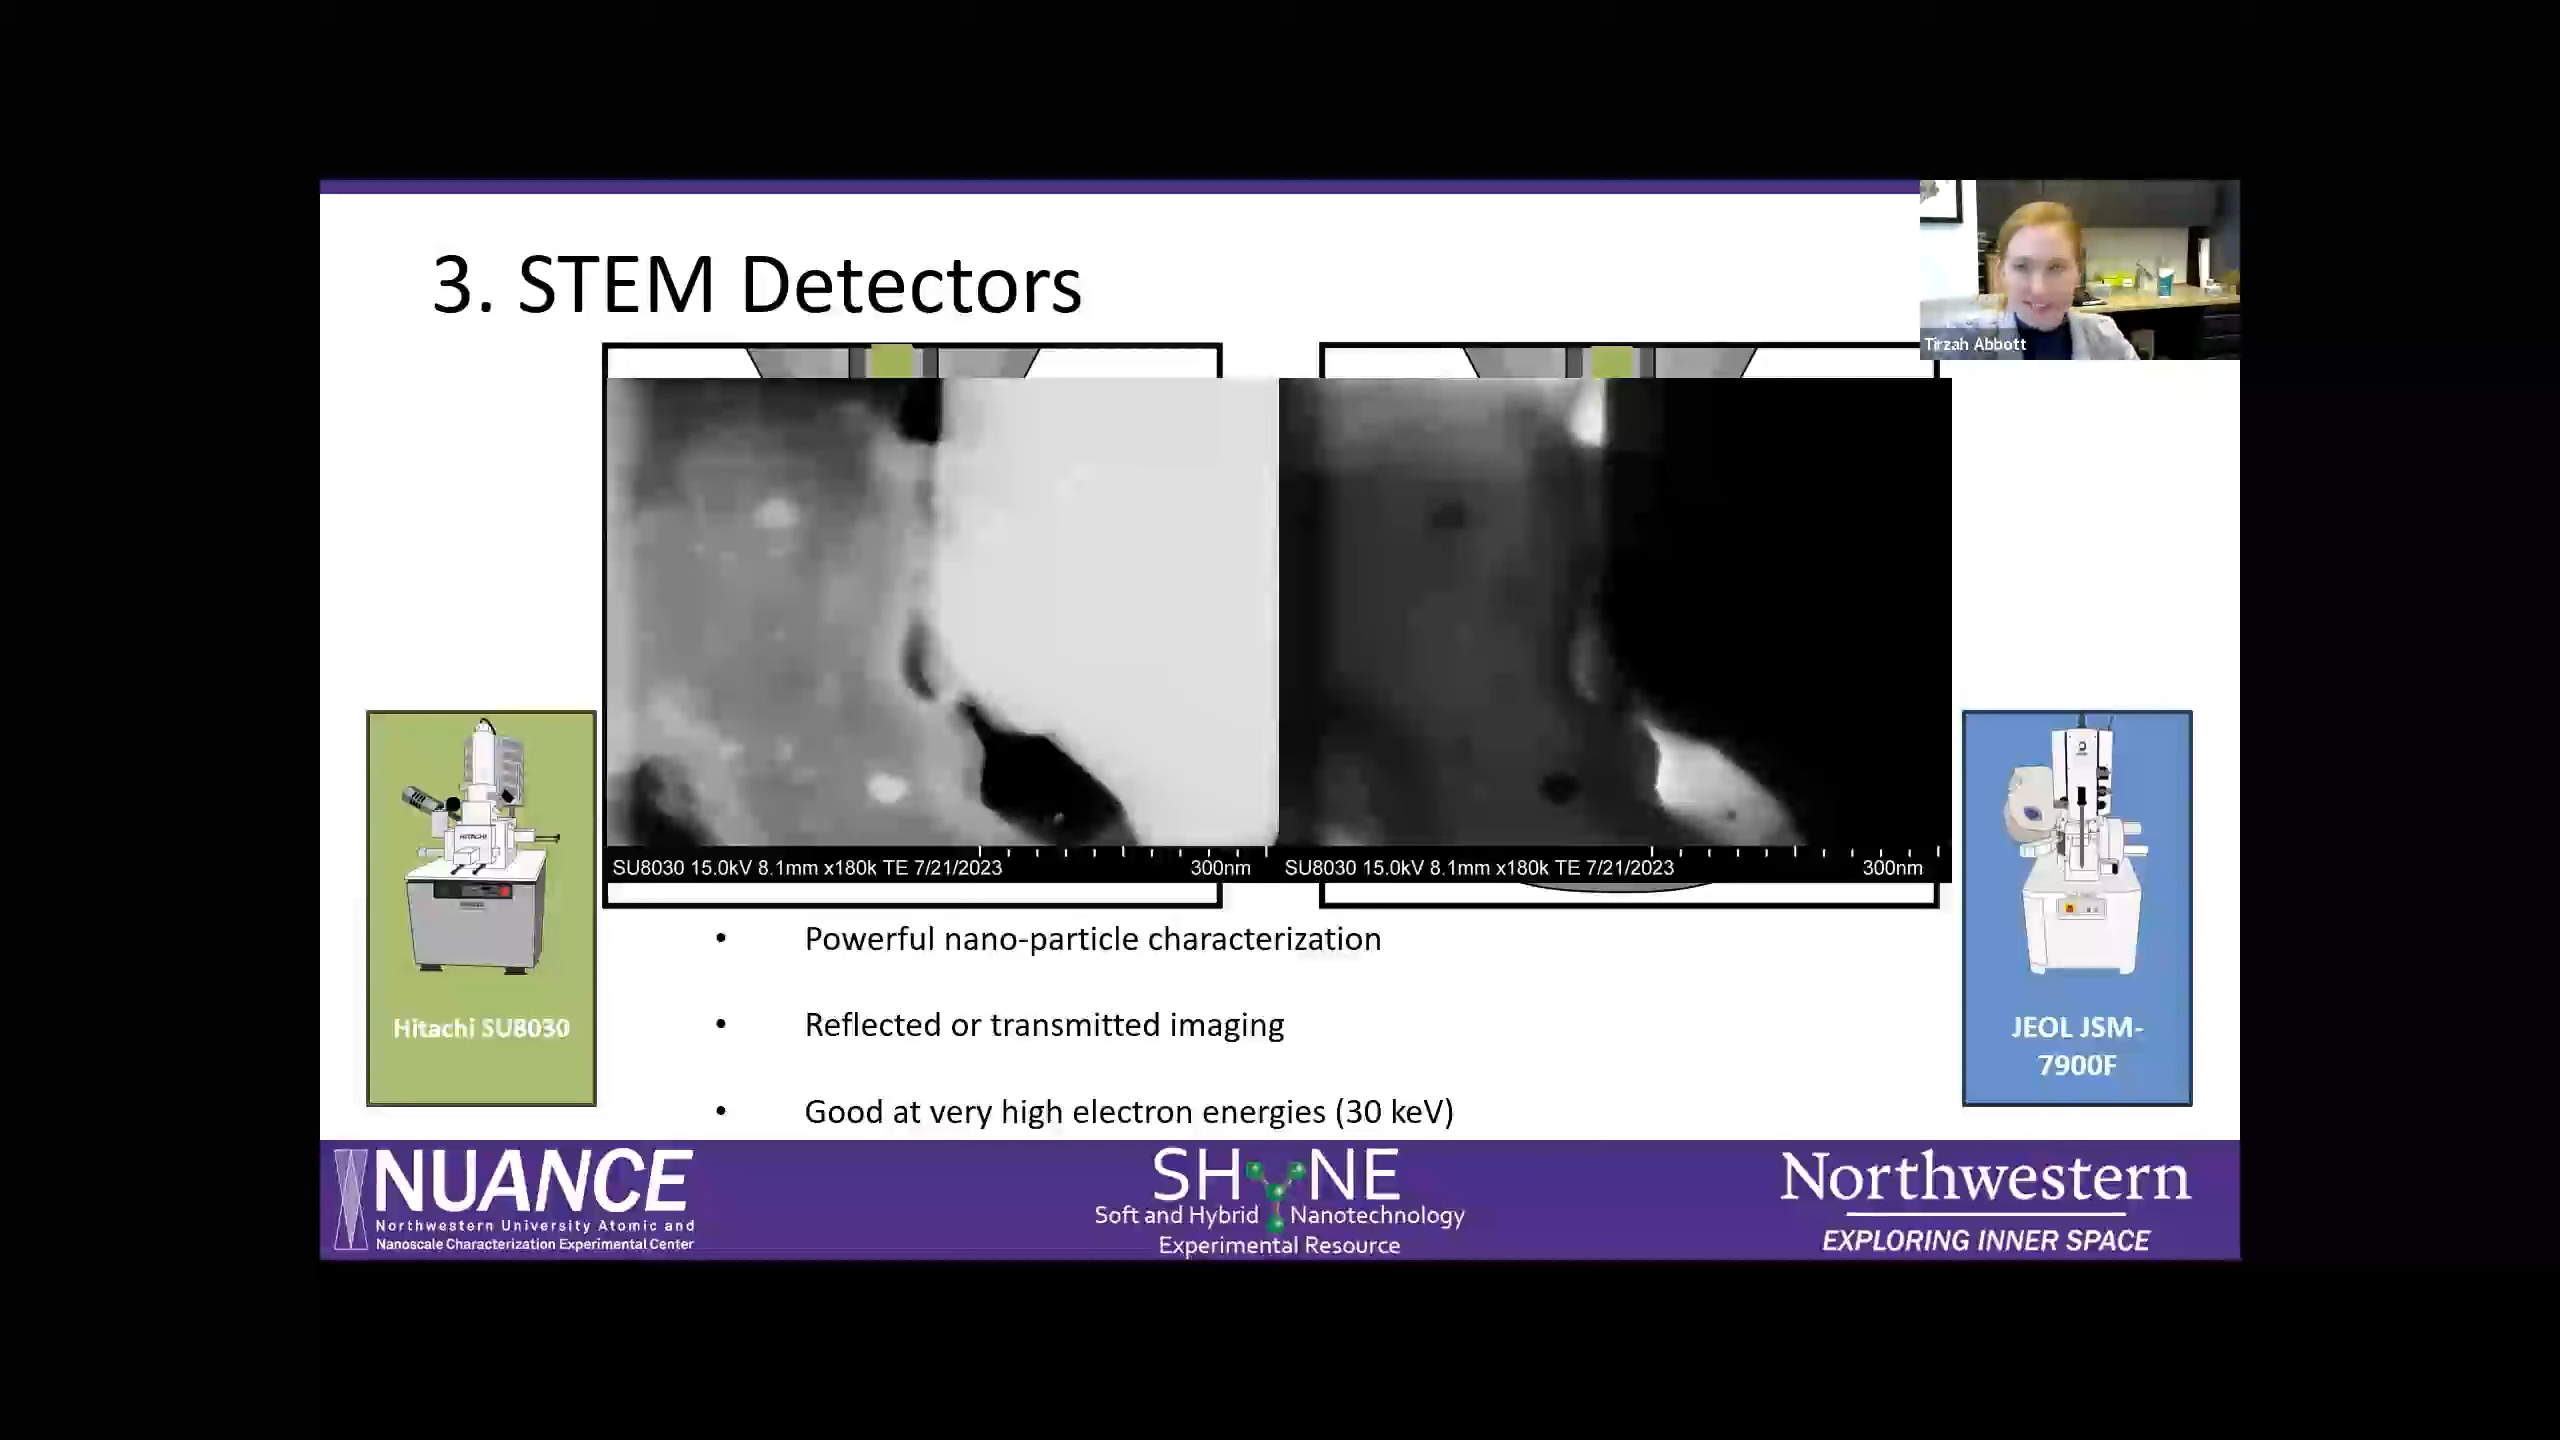 3. STEM Detectors
Tirzah Abbott
SU8030 15.0kV 8.1mm x180k TE 7/21/2023
300nm
SU8030 15.0kV 8.1mm x180k TE 7/21/2023
300nm
HITACHI
Hitachi SU8030
JEOL JSM-
7900F
• Powerful nano-particle characterization
• Reflected or transmitted imaging
• Good at very high electron energies (30 keV)
NUANCE
Northwestern University Atomic and
Nanoscale Characterization Experimental Center
SHYNE
Soft and Hybrid Nanotechnology
Experimental Resource
Northwestern
EXPLORING INNER SPACE